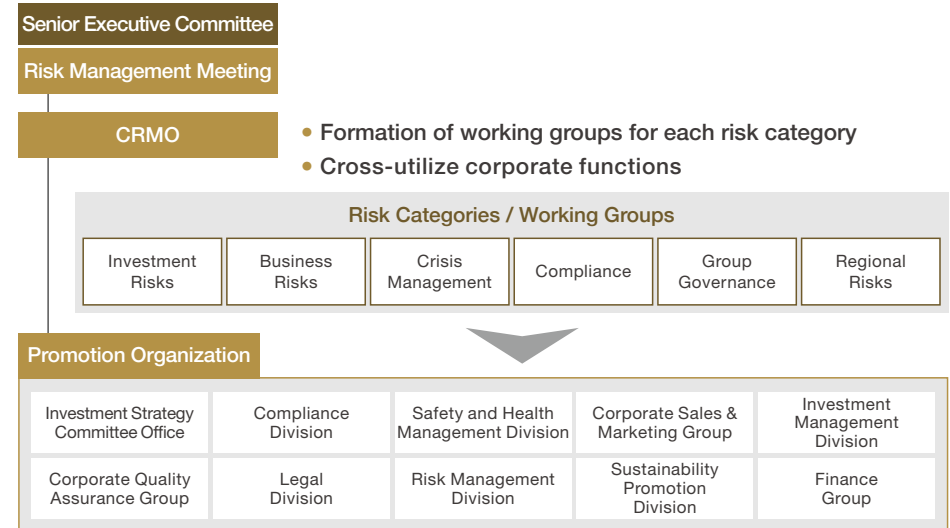 Senior Executive Committee
Risk Management Meeting
CRMO
• Formation of working groups for each risk category
• Cross-utilize corporate functions
Risk Categories / Working Groups
Investment
Risks
Business
Risks
Crisis
Management
Compliance
Group
Governance
Regional
Risks
Promotion Organization
Investment Strategy
Committee Office
Compliance
Division
Safety and Health
Management Division
Corporate Sales &
Marketing Group
Investment
Management
Division
Corporate Quality
Assurance Group
Legal
Division
Risk Management
Division
Sustainability
Promotion
Division
Finance
Group